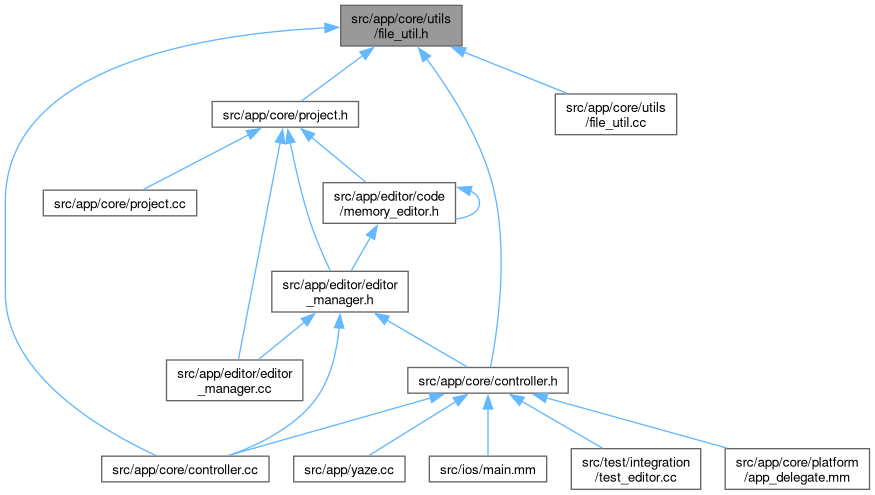 src/app/core/utils
/file_util.h
src/app/core/project.h
src/app/core/utils
/file_util.cc
src/app/core/project.cc
src/app/editor/code
/memory_editor.h
src/app/editor/editor
_manager.h
src/app/editor/editor
_manager.cc
src/app/core/controller.h
src/app/core/controller.cc
src/app/yaze.cc
src/ios/main.mm
src/test/integration
/test_editor.cc
src/app/core/platform
/app_delegate.mm